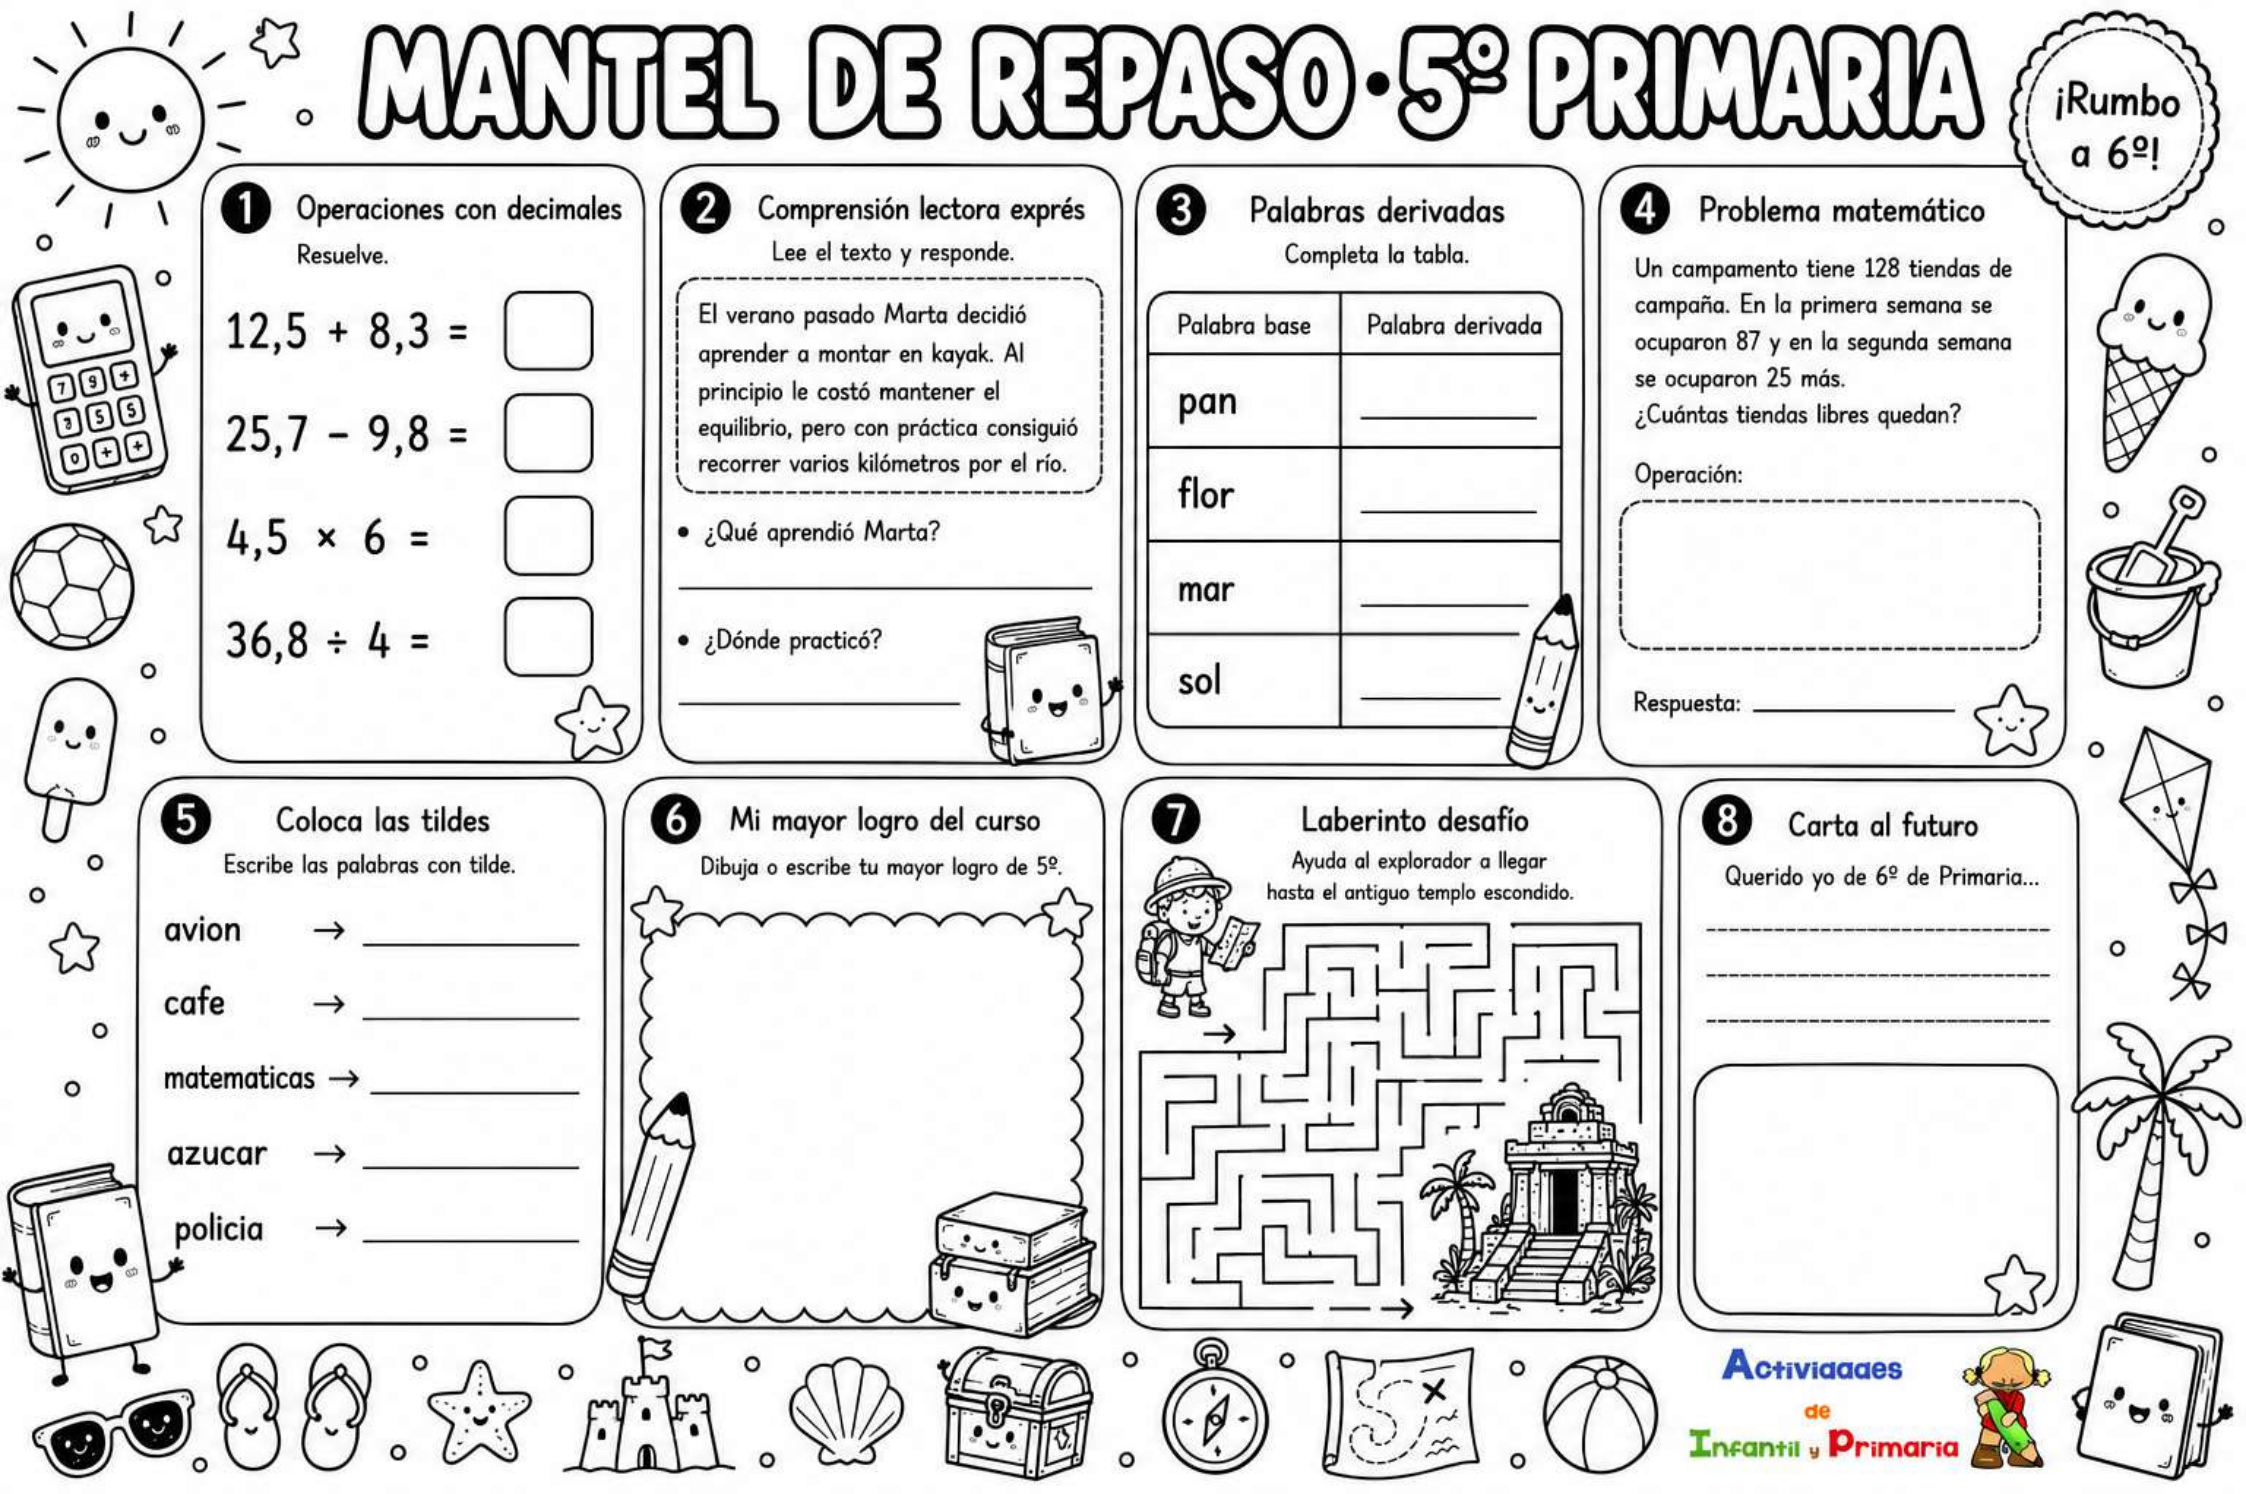 MANTEL DE REPASO·5º PRIMARIA
¡Rumbo
a 6º!
1 Operaciones con decimales
Resuelve.
12,5 + 8,3 =
25,7 - 9,8 =
4,5 × 6 =
36,8 ÷ 4 =
2 Comprensión lectora exprés
Lee el texto y responde.
El verano pasado Marta decidió
aprender a montar en kayak. Al
principio le costó mantener el
equilibrio, pero con práctica consiguió
recorrer varios kilómetros por el río.
• ¿Qué aprendió Marta?
• ¿Dónde practicó?
3 Palabras derivadas
Completa la tabla.
Palabra base Palabra derivada
pan
flor
mar
sol
4 Problema matemático
Un campamento tiene 128 tiendas de
campaña. En la primera semana se
ocuparon 87 y en la segunda semana
se ocuparon 25 más.
¿Cuántas tiendas libres quedan?
Operación:
Respuesta:
5 Coloca las tildes
Escribe las palabras con tilde.
avion →
cafe →
matematicas →
azucar →
policia →
6 Mi mayor logro del curso
Dibuja o escribe tu mayor logro de 5º.
7 Laberinto desafío
Ayuda al explorador a llegar
hasta el antiguo templo escondido.
8 Carta al futuro
Querido yo de 6º de Primaria...
Actividades
de
Infantil y Primaria
7 9 +
3 5 5
0 + +